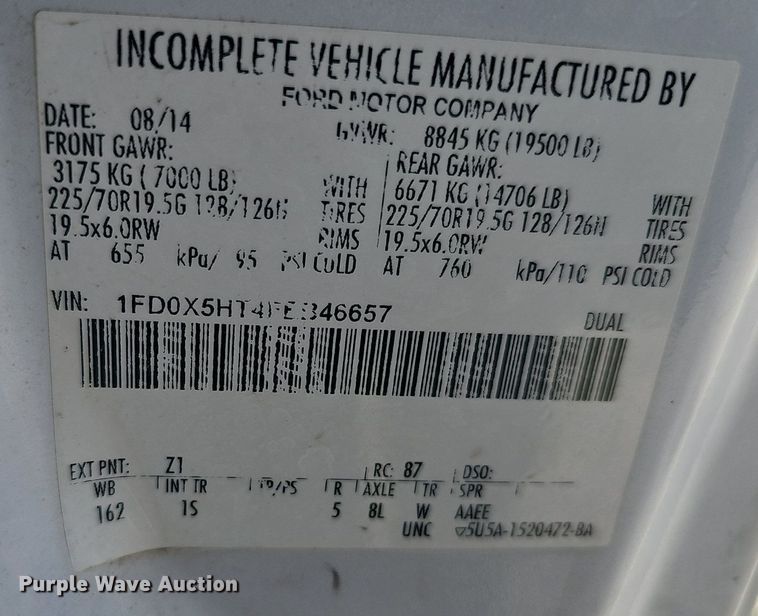 INCOMPLETE VEHICLE MANUFACTURED BY
FORD MOTOR COMPANY
DATE: 08/14 GVWR: 8845 KG (19500 LB)
FRONT GAWR: REAR GAWR:
3175 KG ( 7000 LB) WITH 6671 KG (14706 LB) WITH
225/70R19.5G 128/126N TIRES 225/70R19.5G 128/126N TIRES
19.5x6.0RW RIMS 19.5x6.0RW RIMS
AT 655 kPa/ 95 PSI COLD AT 760 kPa/110 PSI COLD
VIN: DUAL
EXT PNT: Z1 RC: 87 DSO:
WB INT TR TP/PS R AXLE TR SPR
162 1S 5 8L W AAEE
UNC 5U5A-1520472-BA
Purple Wave Auction